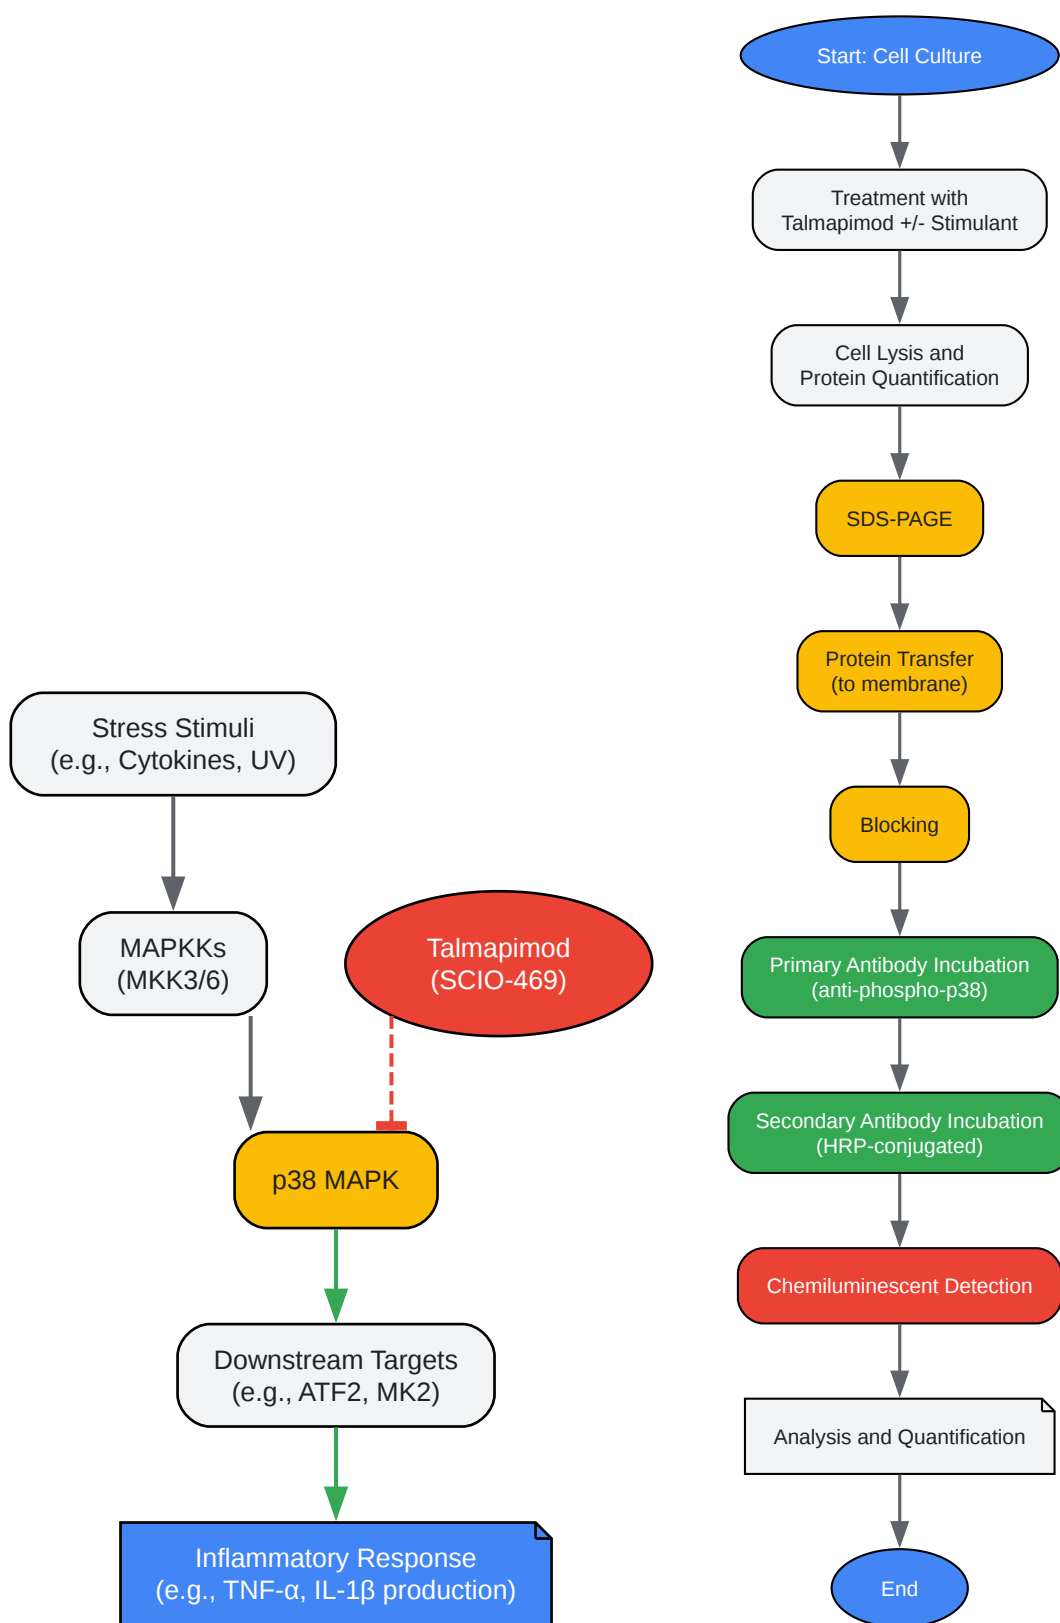 Stress Stimuli
(e.g., Cytokines, UV)
MAPKKs
(MKK3/6)
Talmapimod
(SCIO-469)
p38 MAPK
Downstream Targets
(e.g., ATF2, MK2)
Inflammatory Response
(e.g., TNF-α, IL-1β production)
Start: Cell Culture
Treatment with
Talmapimod +/- Stimulant
Cell Lysis and
Protein Quantification
SDS-PAGE
Protein Transfer
(to membrane)
Blocking
Primary Antibody Incubation
(anti-phospho-p38)
Secondary Antibody Incubation
(HRP-conjugated)
Chemiluminescent Detection
Analysis and Quantification
End